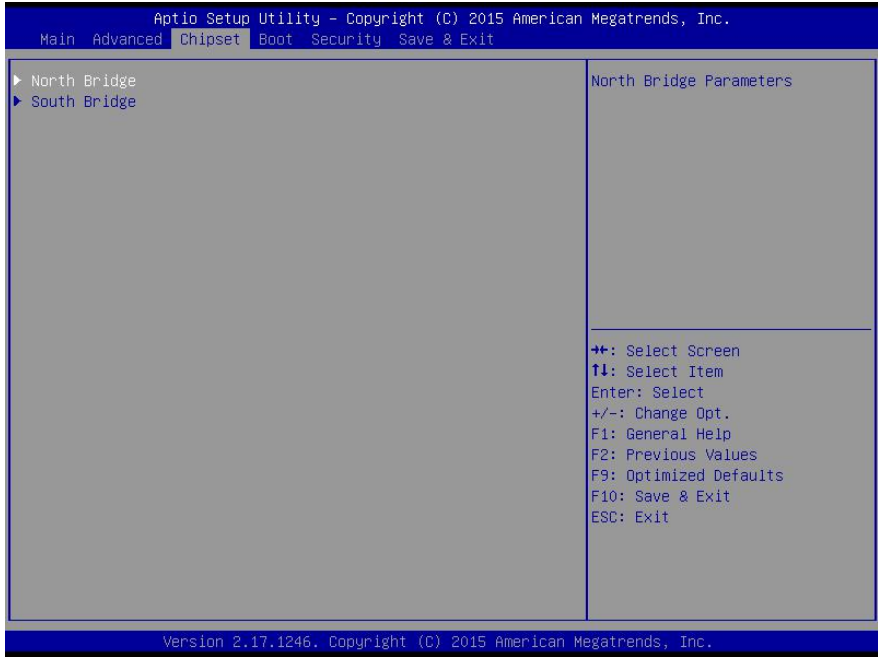 Aptio Setup Utility – Copyright (C) 2015 American Megatrends, Inc.
Main Advanced Chipset Boot Security Save & Exit
▶ North Bridge
▶ South Bridge
North Bridge Parameters
→←: Select Screen
↑↓: Select Item
Enter: Select
+/-: Change Opt.
F1: General Help
F2: Previous Values
F9: Optimized Defaults
F10: Save & Exit
ESC: Exit
Version 2.17.1246. Copyright (C) 2015 American Megatrends, Inc.